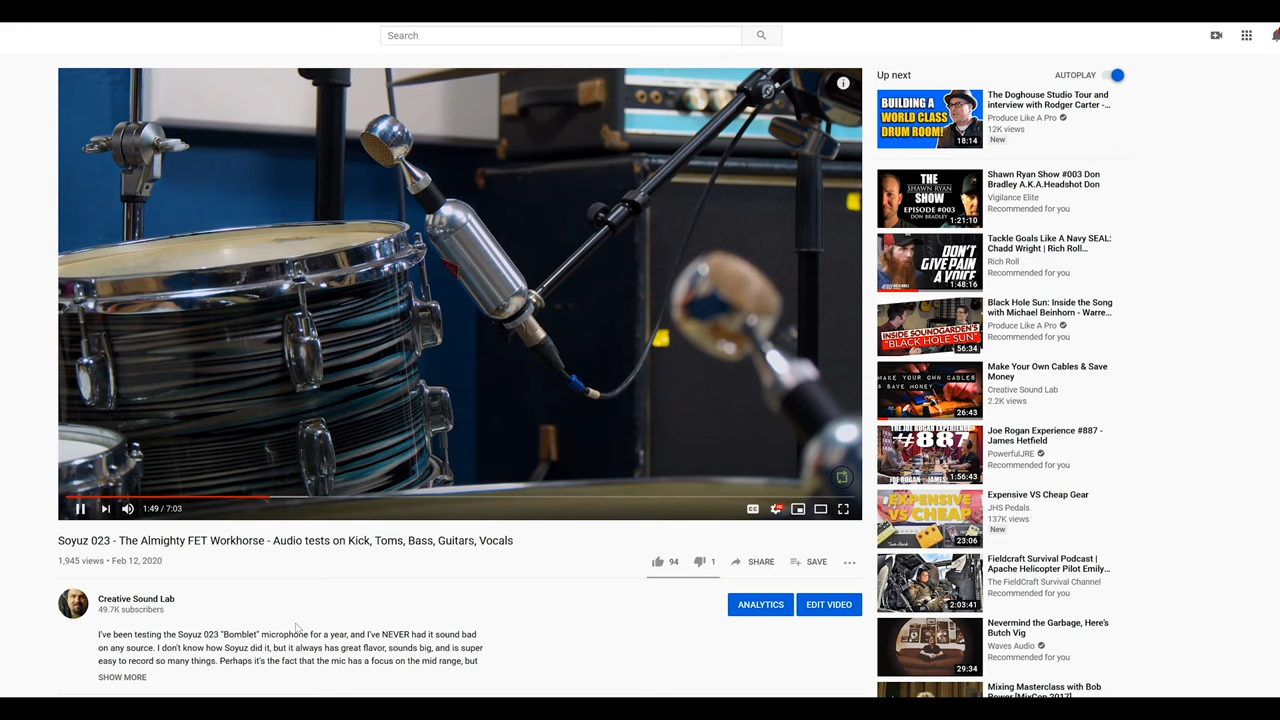 Search
Up next
AUTOPLAY
BUILDING A
WORLD CLASS
DRUM ROOM!
18:14
The Doghouse Studio Tour and
interview with Rodger Carter -...
Produce Like A Pro
12K views
New
THE
SHAWN RYAN
SHOW
EPISODE #003
DON BRADLEY
1:21:10
Shawn Ryan Show #003 Don
Bradley A.K.A.Headshot Don
Vigilance Elite
Recommended for you
DON'T
GIVE PAIN
A VOICE
1:48:16
Tackle Goals Like A Navy SEAL:
Chadd Wright | Rich Roll...
Rich Roll
Recommended for you
INSIDE SOUNDGARDEN'S
"BLACK HOLE SUN"
56:34
Black Hole Sun: Inside the Song
with Michael Beinhorn - Warre...
Produce Like A Pro
Recommended for you
MAKE YOUR OWN CABLES &
SAVE MONEY
26:43
Make Your Own Cables & Save
Money
Creative Sound Lab
2.2K views
THE JOE ROGAN EXPERIENCE
#887
JAMES
1:56:43
Joe Rogan Experience #887 -
James Hetfield
PowerfulJRE
Recommended for you
EXPENSIVE
VS CHEAP
23:06
Expensive VS Cheap Gear
JHS Pedals
137K views
New
2:03:41
Fieldcraft Survival Podcast |
Apache Helicopter Pilot Emily...
The FieldCraft Survival Channel
Recommended for you
29:34
Nevermind the Garbage, Here's
Butch Vig
Waves Audio
Recommended for you
Mixing Masterclass with Bob
1:49 / 7:03
CC
Soyuz 023 - The Almighty FET Workhorse - Audio tests on Kick, Toms, Bass, Guitars, Vocals
1,945 views • Feb 12, 2020
94
1
SHARE
SAVE
Creative Sound Lab
49.7K subscribers
ANALYTICS
EDIT VIDEO
I've been testing the Soyuz 023 "Bomblet" microphone for a year, and I've NEVER had it sound bad
on any source. I don't know how Soyuz did it, but it always has great flavor, sounds big, and is super
easy to record so many things. Perhaps it's the fact that the mic has a focus on the mid range, but
SHOW MORE